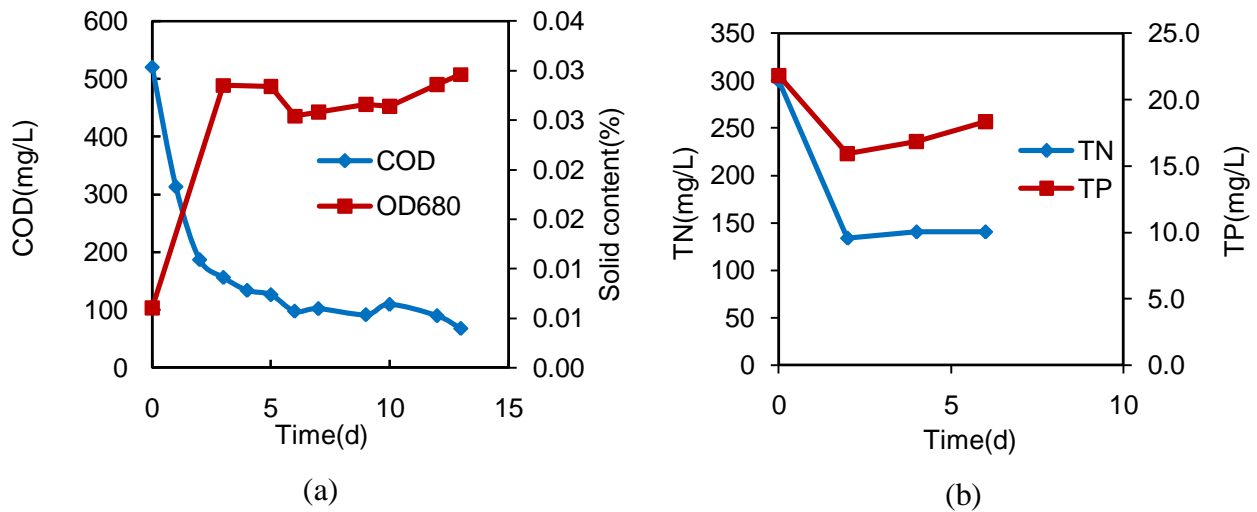 600
500
400
300
200
100
0
COD(mg/L)
0.04
0.03
0.03
0.02
0.02
0.01
0.01
0.00
Solid content(%)
COD
OD680
0 5 10 15
Time(d)
(a)
350
300
250
200
150
100
50
0
TN(mg/L)
25.0
20.0
15.0
10.0
5.0
0.0
TP(mg/L)
TN
TP
0 5 10
Time(d)
(b)